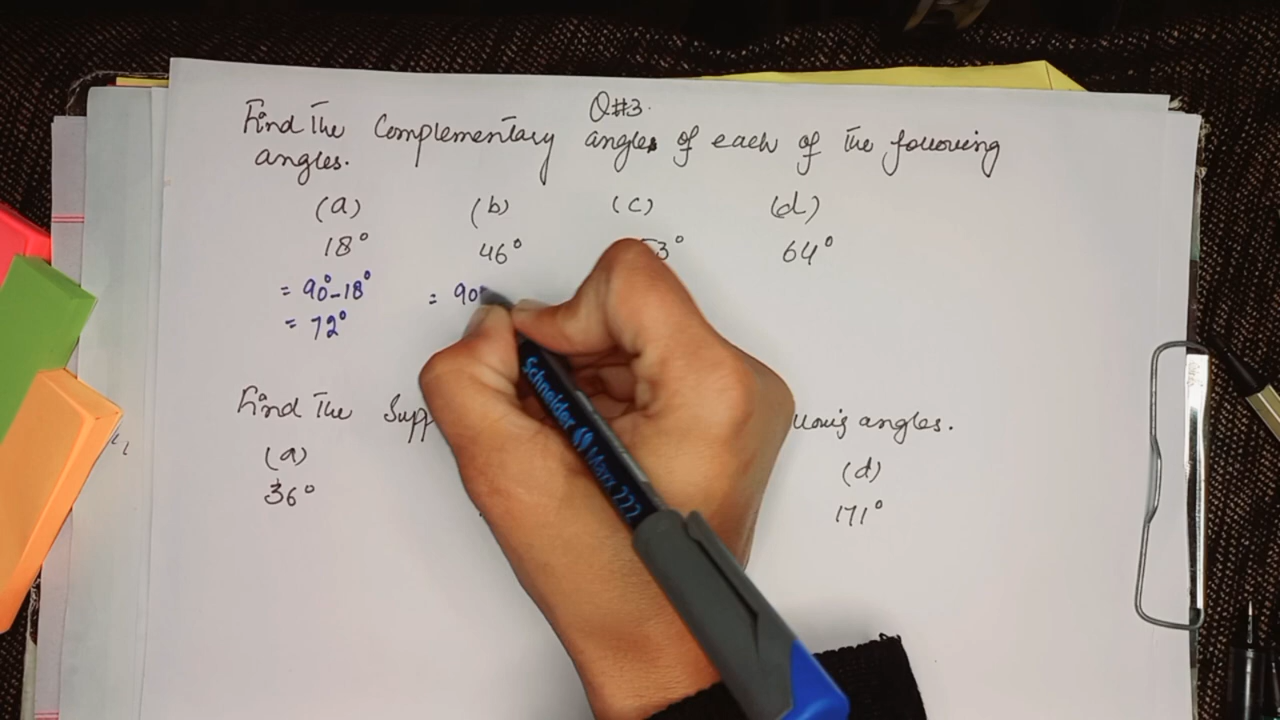 Q#3.
Find The Complementary angles of each of The following
angles.
(a) (b) (c) (d)
18° 46° 3° 64°
= 90°-18° = 90°
= 72°
Find The Supp angles.
(a) (d)
36° 171°
Schneider Maxx 222